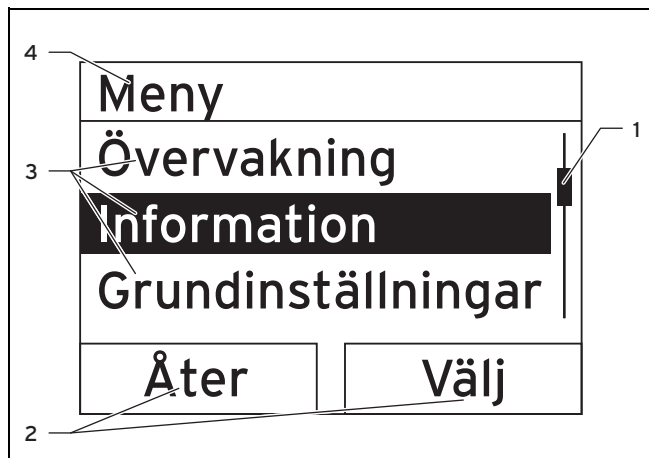 4
Meny
1
Övervakning
3
Information
Grundinställningar
Åter Välj
2